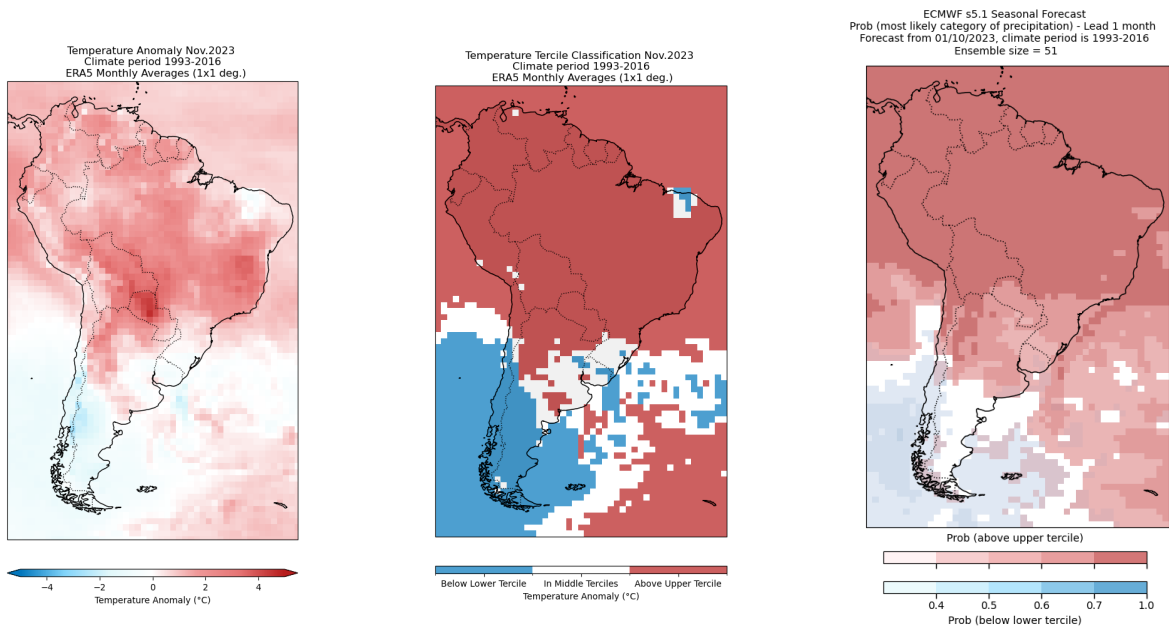 Temperature Anomaly Nov.2023
Climate period 1993-2016
ERA5 Monthly Averages (1x1 deg.)
−4 −2 0 2 4
Temperature Anomaly (°C)
Temperature Tercile Classification Nov.2023
Climate period 1993-2016
ERA5 Monthly Averages (1x1 deg.)
Below Lower Tercile In Middle Terciles Above Upper Tercile
Temperature Anomaly (°C)
ECMWF s5.1 Seasonal Forecast
Prob (most likely category of precipitation) - Lead 1 month
Forecast from 01/10/2023, climate period is 1993-2016
Ensemble size = 51
Prob (above upper tercile)
0.4 0.5 0.6 0.7 1.0
Prob (below lower tercile)